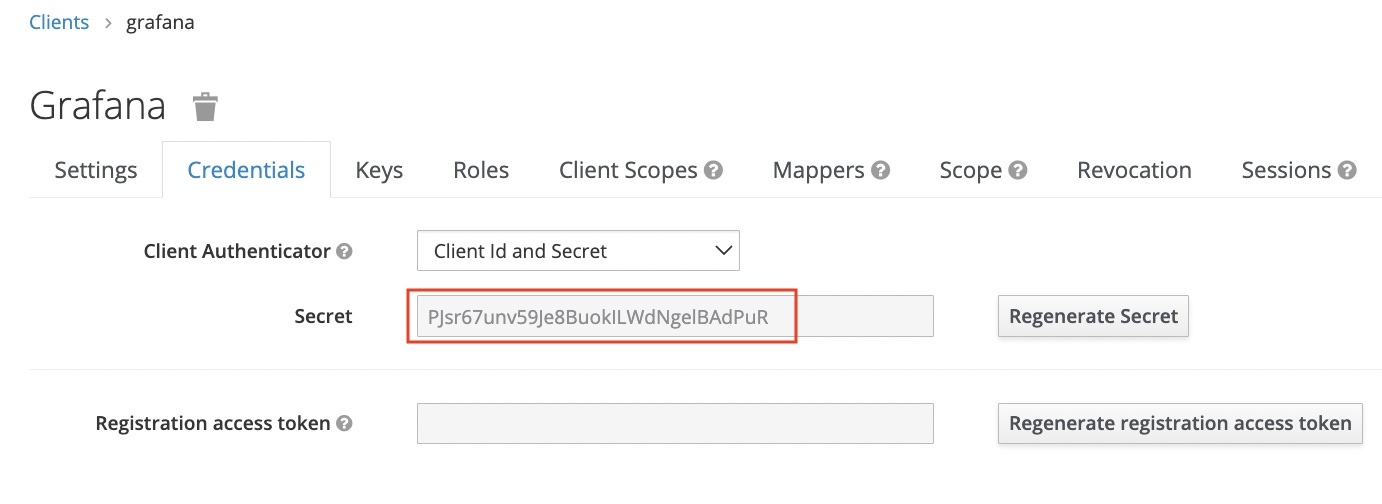 Clients > grafana
Grafana
Settings Credentials Keys Roles Client Scopes ? Mappers ? Scope ? Revocation Sessions ?
Client Authenticator ? Client Id and Secret
Secret PJsr67unv59Je8BuokILWdNgelBAdPuR Regenerate Secret
Registration access token ? Regenerate registration access token